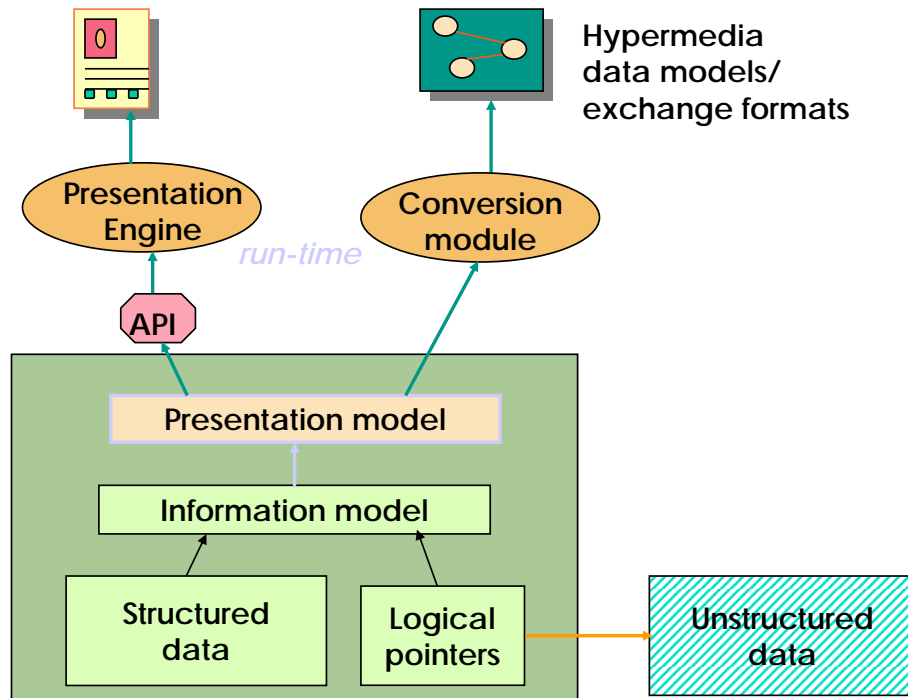 Hypermedia
data models/
exchange formats
Presentation
Engine
Conversion
module
run-time
API
Presentation model
Information model
Structured
data
Logical
pointers
Unstructured
data